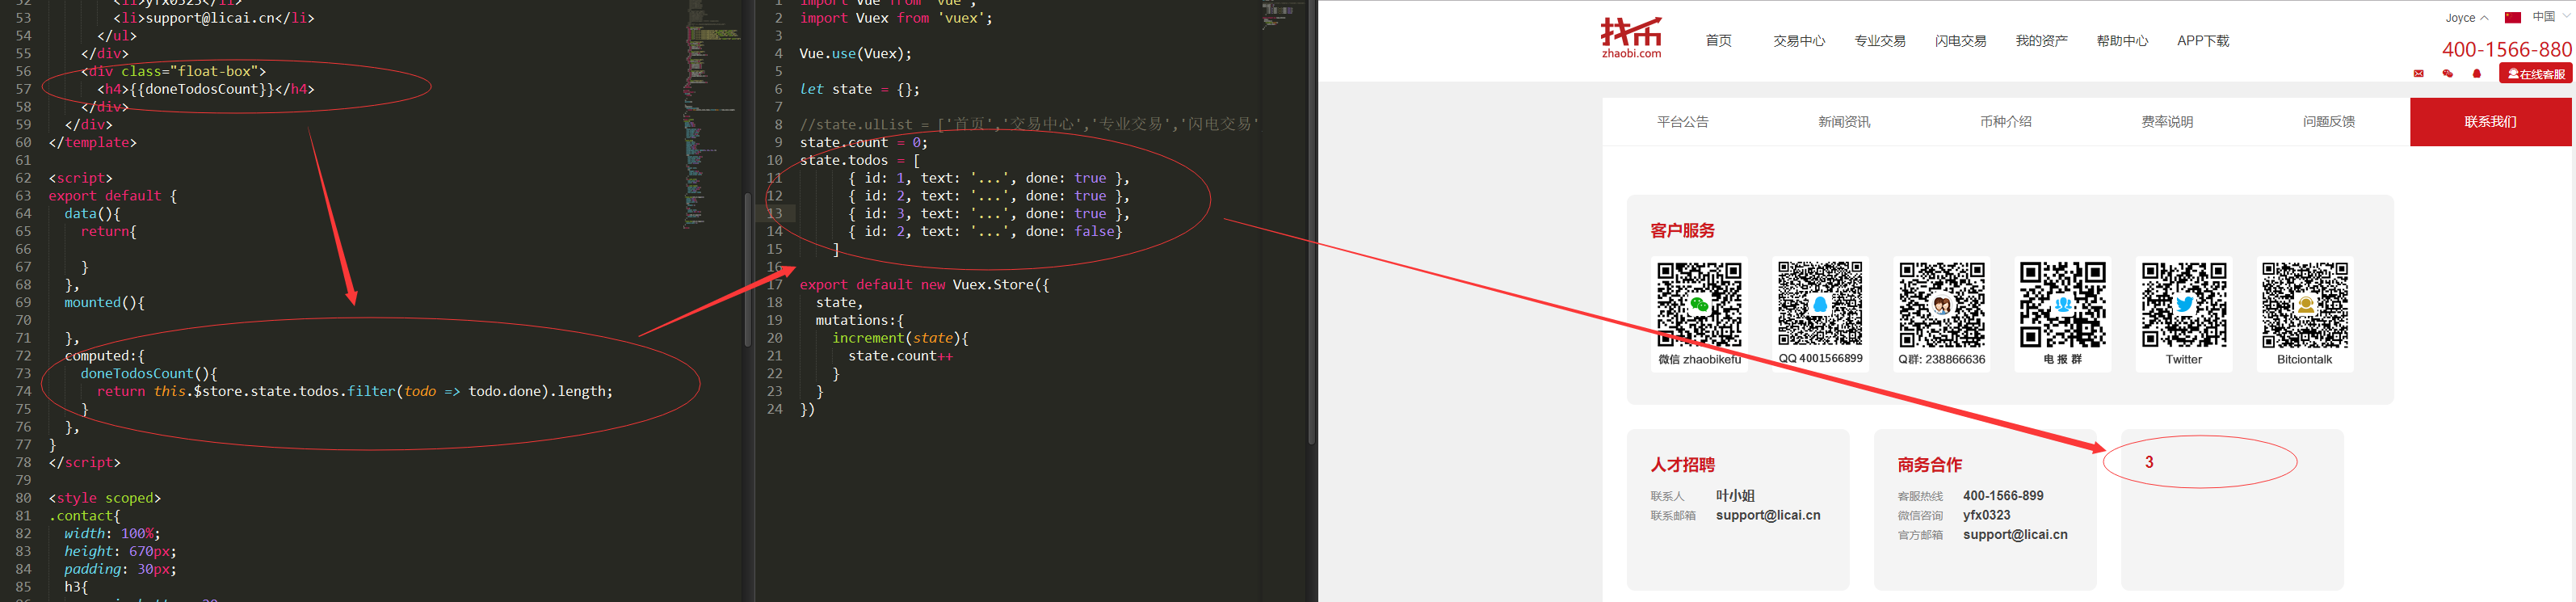 52 <li>yfx0323</li>
53 <li>support@licai.cn</li>
54 </ul>
55 </div>
56 <div class="float-box">
57 <h4>{{doneTodosCount}}</h4>
58 </div>
59 </div>
60 </template>
61
62 <script>
63 export default {
64 data(){
65 return{
66
67 }
68 },
69 mounted(){
70
71 },
72 computed:{
73 doneTodosCount(){
74 return this.$store.state.todos.filter(todo => todo.done).length;
75 }
76 },
77 }
78 </script>
79
80 <style scoped>
81 .contact{
82 width: 100%;
83 height: 670px;
84 padding: 30px;
85 h3{
1 import Vue from 'vue';
2 import Vuex from 'vuex';
3
4 Vue.use(Vuex);
5
6 let state = {};
7
8 //state.ulList = ['首页','交易中心','专业交易','闪电交易'
9 state.count = 0;
10 state.todos = [
11 { id: 1, text: '...', done: true },
12 { id: 2, text: '...', done: true },
13 { id: 3, text: '...', done: true },
14 { id: 2, text: '...', done: false}
15 ]
16
17 export default new Vuex.Store({
18 state,
19 mutations:{
20 increment(state){
21 state.count++
22 }
23 }
24 })
找币
zhaobi.com
首页 交易中心 专业交易 闪电交易 我的资产 帮助中心 APP下载
Joyce 中国
400-1566-880
在线客服
平台公告 新闻资讯 币种介绍 费率说明 问题反馈 联系我们
客户服务
微信 zhaobikefu QQ 4001566899 Q群: 238866636 电 报 群 Twitter Bitciontalk
人才招聘
联系人 叶小姐
联系邮箱 support@licai.cn
商务合作
客服热线 400-1566-899
微信咨询 yfx0323
官方邮箱 support@licai.cn
3